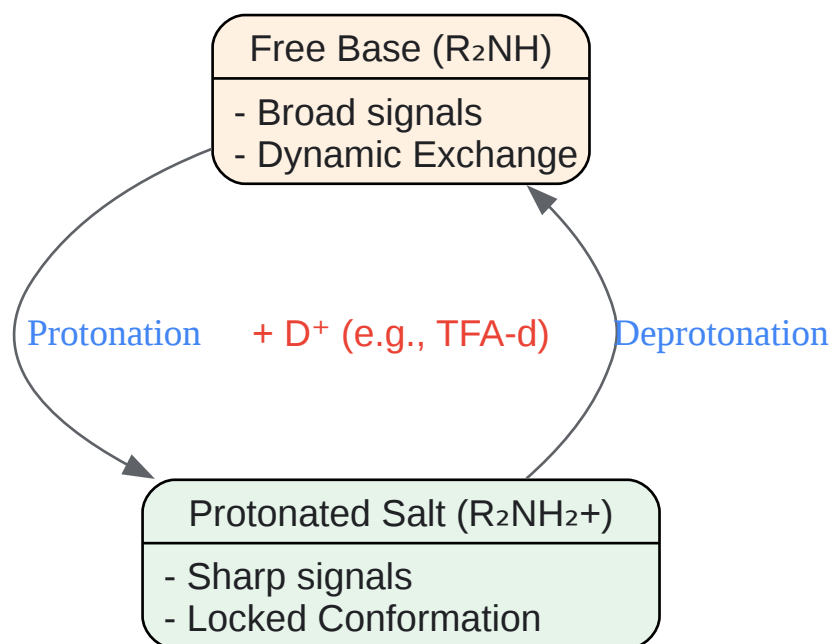 Free Base (R₂NH)
- Broad signals
- Dynamic Exchange
Protonation
+ D⁺ (e.g., TFA-d)
Deprotonation
Protonated Salt (R₂NH₂+)
- Sharp signals
- Locked Conformation